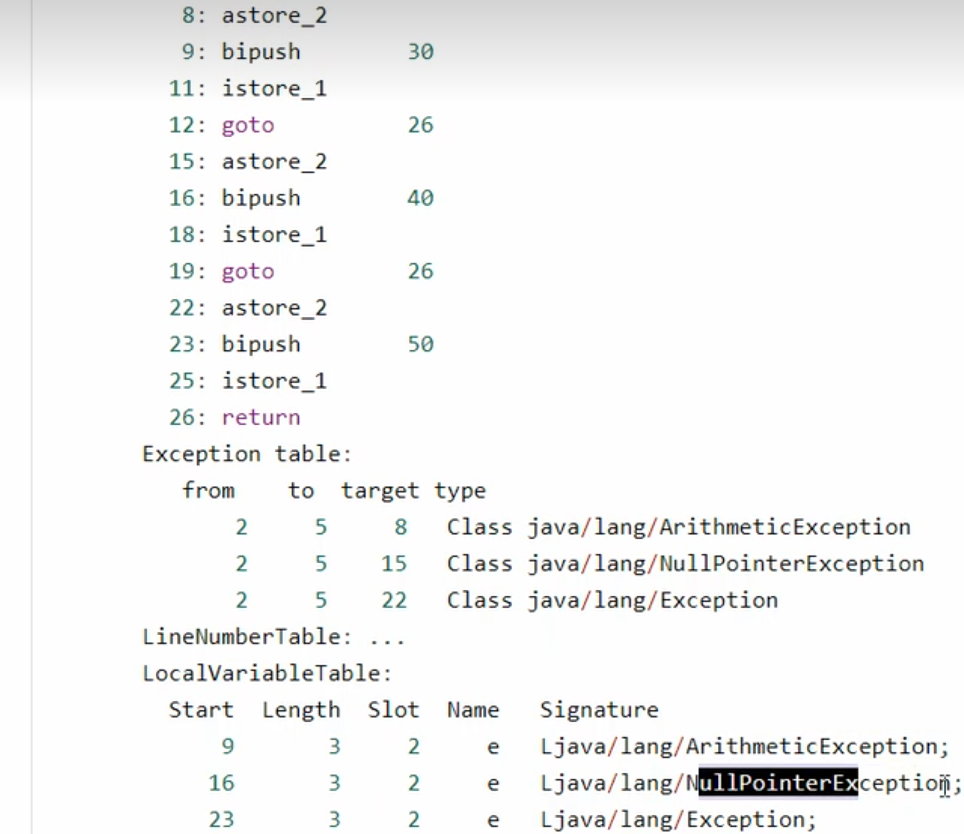 8: astore_2
9: bipush 30
11: istore_1
12: goto 26
15: astore_2
16: bipush 40
18: istore_1
19: goto 26
22: astore_2
23: bipush 50
25: istore_1
26: return
Exception table:
from to target type
2 5 8 Class java/lang/ArithmeticException
2 5 15 Class java/lang/NullPointerException
2 5 22 Class java/lang/Exception
LineNumberTable: ...
LocalVariableTable:
Start Length Slot Name Signature
9 3 2 e Ljava/lang/ArithmeticException;
16 3 2 e Ljava/lang/NullPointerException;
23 3 2 e Ljava/lang/Exception;